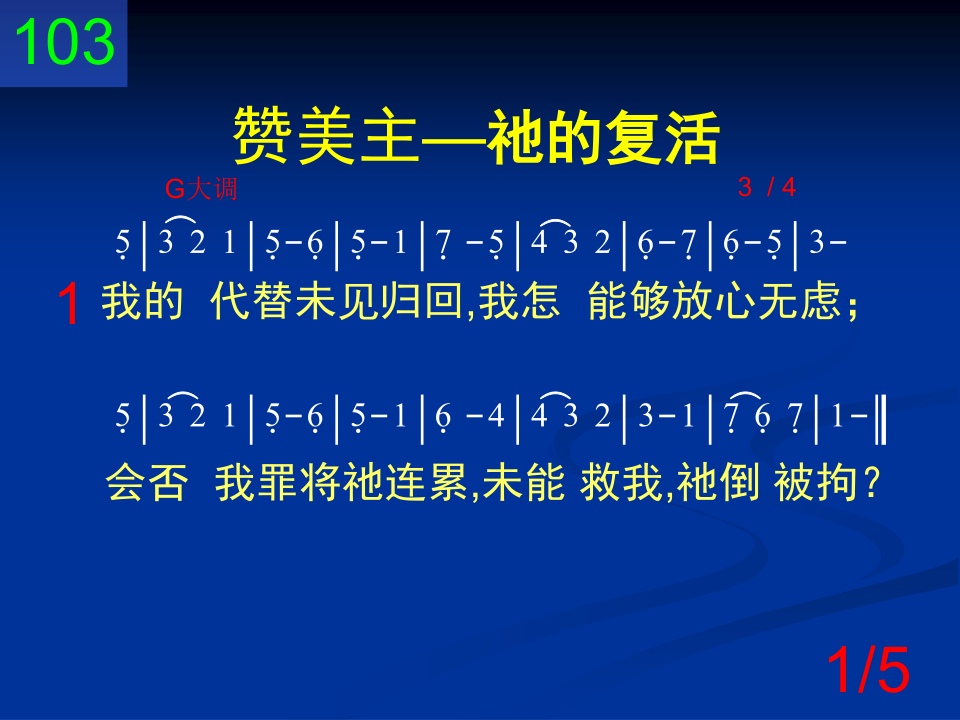 103
赞美主—祂的复活
G大调 3 / 4
5̣ | 3 2 1 | 5̣ - 6̣ | 5̣ - 1 | 7̣ - 5̣ | 4 3 2 | 6̣ - 7̣ | 6̣ - 5̣ | 3 -
1 我的 代替未见归回,我怎 能够放心无虑；
5̣ | 3 2 1 | 5̣ - 6̣ | 5̣ - 1 | 6̣ - 4 | 4 3 2 | 3 - 1 | 7̣ 6̣ 7̣ | 1 - ‖
会否 我罪将祂连累,未能 救我,祂倒 被拘？
1/5